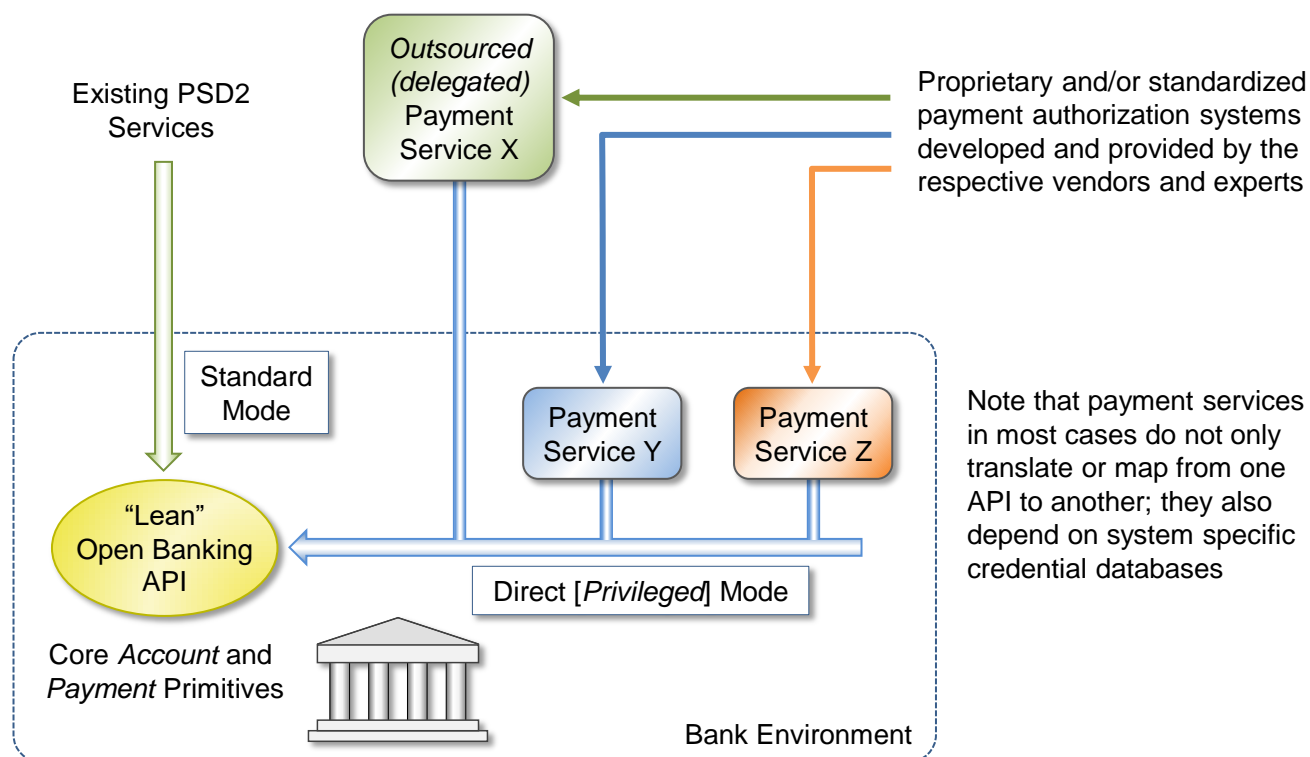 Outsourced
(delegated)
Payment
Service X
Existing PSD2
Services
Proprietary and/or standardized
payment authorization systems
developed and provided by the
respective vendors and experts
Standard
Mode
Payment
Service Y
Payment
Service Z
Note that payment services
in most cases do not only
translate or map from one
API to another; they also
depend on system specific
credential databases
“Lean”
Open Banking
API
Direct [Privileged] Mode
Core Account and
Payment Primitives
Bank Environment